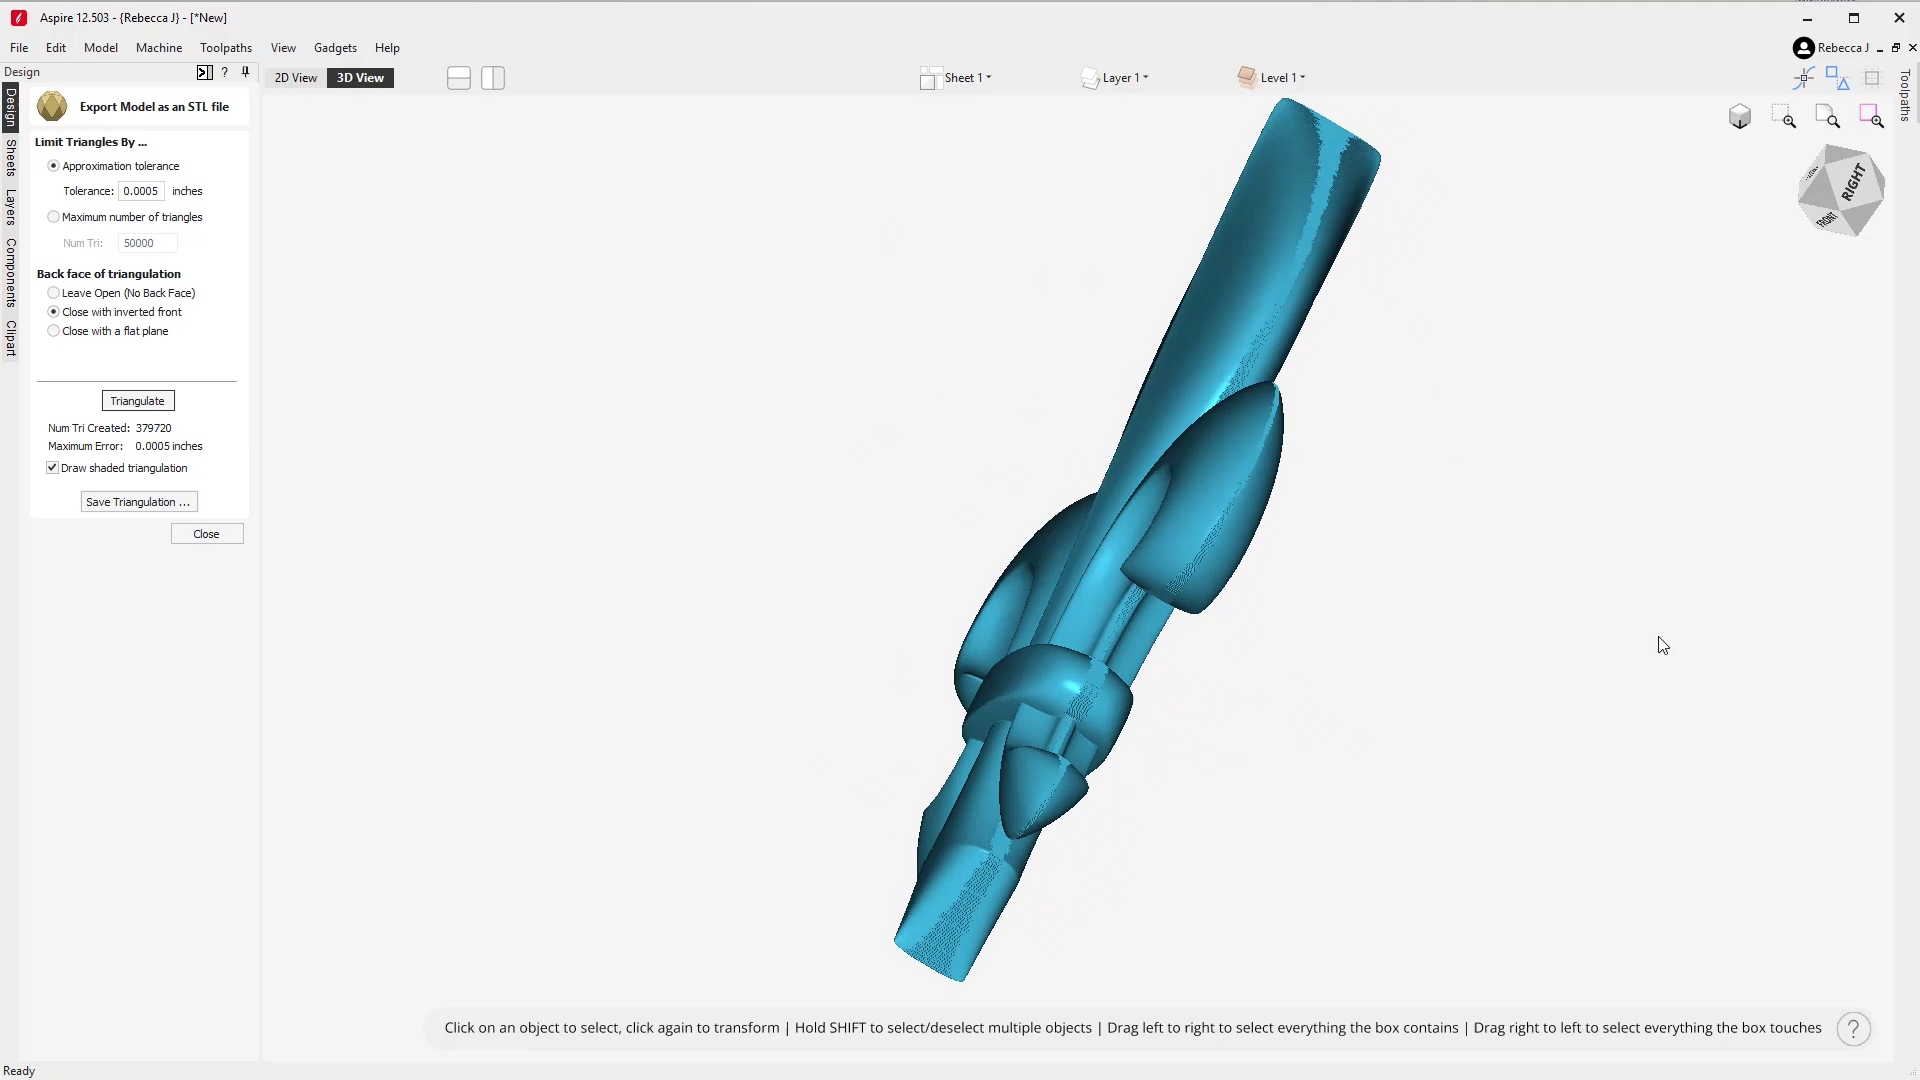 Aspire 12.503 - {Rebecca J} - [*New]
File Edit Model Machine Toolpaths View Gadgets Help
Rebecca J
Design
?
2D View 3D View
Sheet 1
Layer 1
Level 1
Design
Sheets
Layers
Components
Clipart
Toolpaths
Export Model as an STL file
Limit Triangles By ...
Approximation tolerance
Tolerance: 0.0005 inches
Maximum number of triangles
Num Tri: 50000
Back face of triangulation
Leave Open (No Back Face)
Close with inverted front
Close with a flat plane
Triangulate
Num Tri Created: 379720
Maximum Error: 0.0005 inches
Draw shaded triangulation
Save Triangulation ...
Close
RIGHT
FRONT
Click on an object to select, click again to transform | Hold SHIFT to select/deselect multiple objects | Drag left to right to select everything the box contains | Drag right to left to select everything the box touches
?
Ready